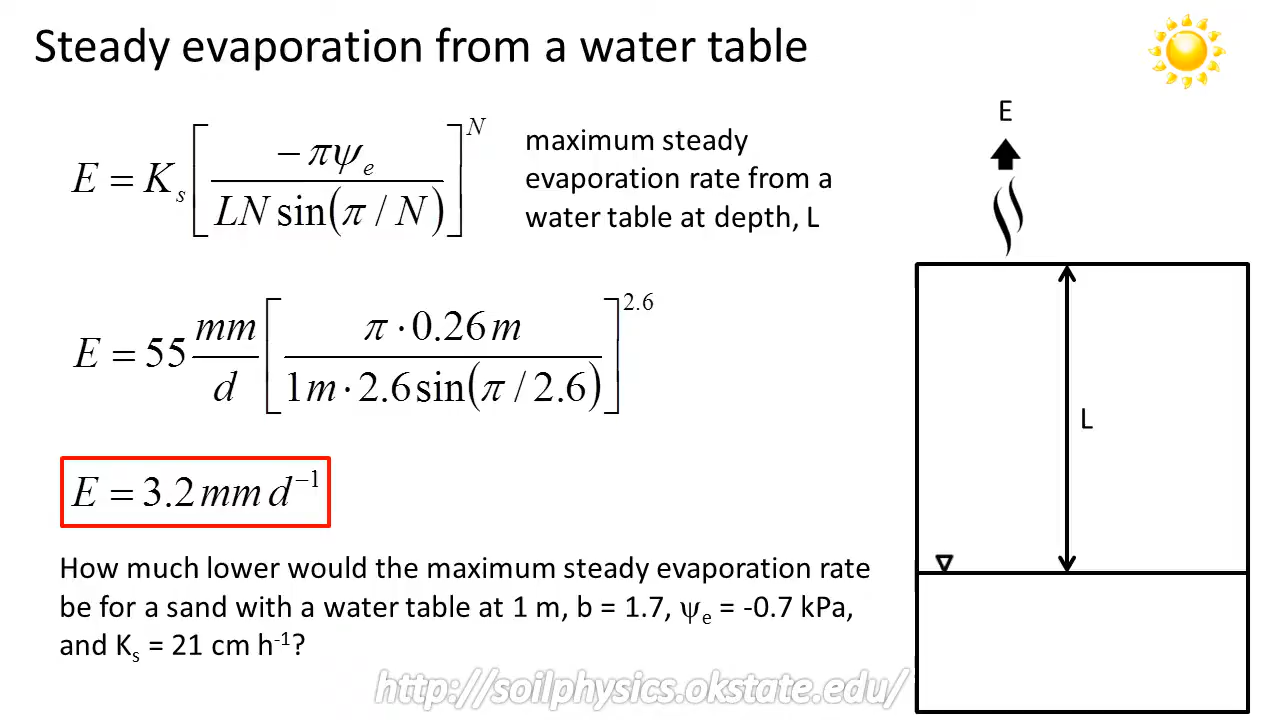 Steady evaporation from a water table
E = K_s [ −πψ_e / LN sin(π / N) ]^N
maximum steady
evaporation rate from a
water table at depth, L
E
E = 55 mm/d [ π · 0.26 m / 1 m · 2.6 sin(π / 2.6) ]^2.6
L
E = 3.2 mm d^−1
How much lower would the maximum steady evaporation rate
be for a sand with a water table at 1 m, b = 1.7, ψ_e = -0.7 kPa,
and K_s = 21 cm h^-1?
http://soilphysics.okstate.edu/